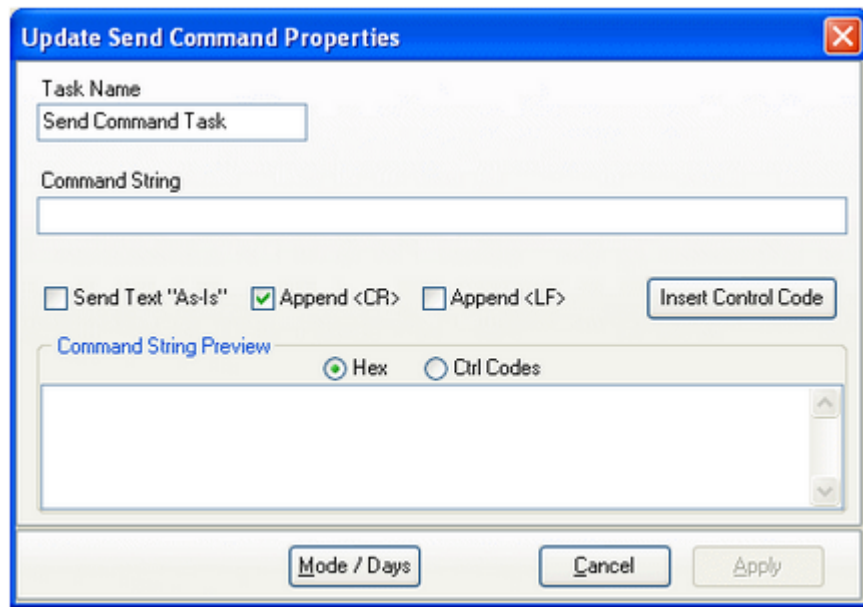 Update Send Command Properties
Task Name
Send Command Task
Command String
Send Text "As-Is" Append <CR> Append <LF> Insert Control Code
Command String Preview
Hex Ctrl Codes
Mode / Days Cancel Apply